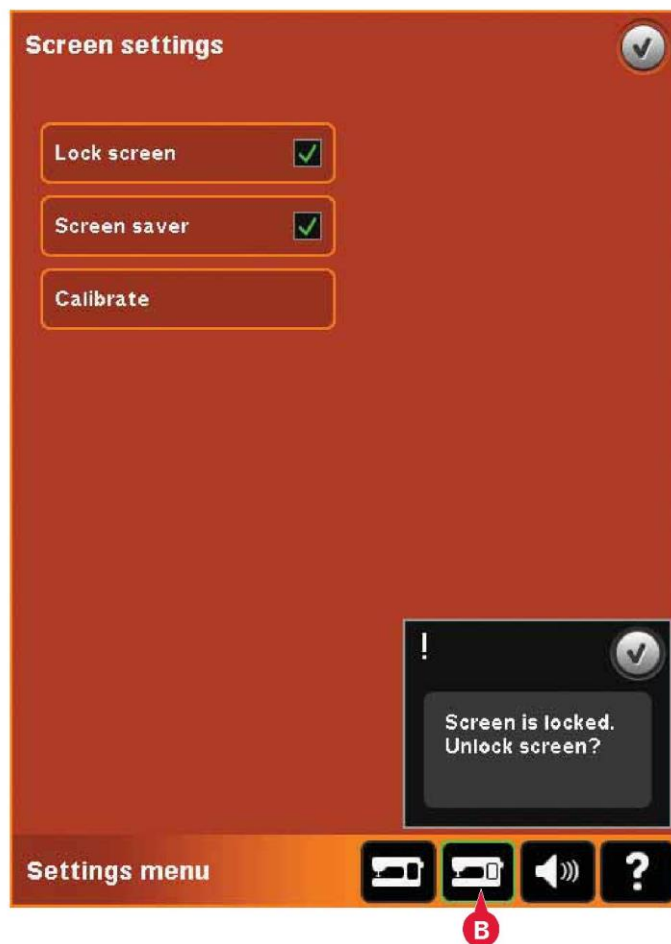 Screen settings
Lock screen
Screen saver
Calibrate
!
Screen is locked.
Unlock screen?
Settings menu
?
B